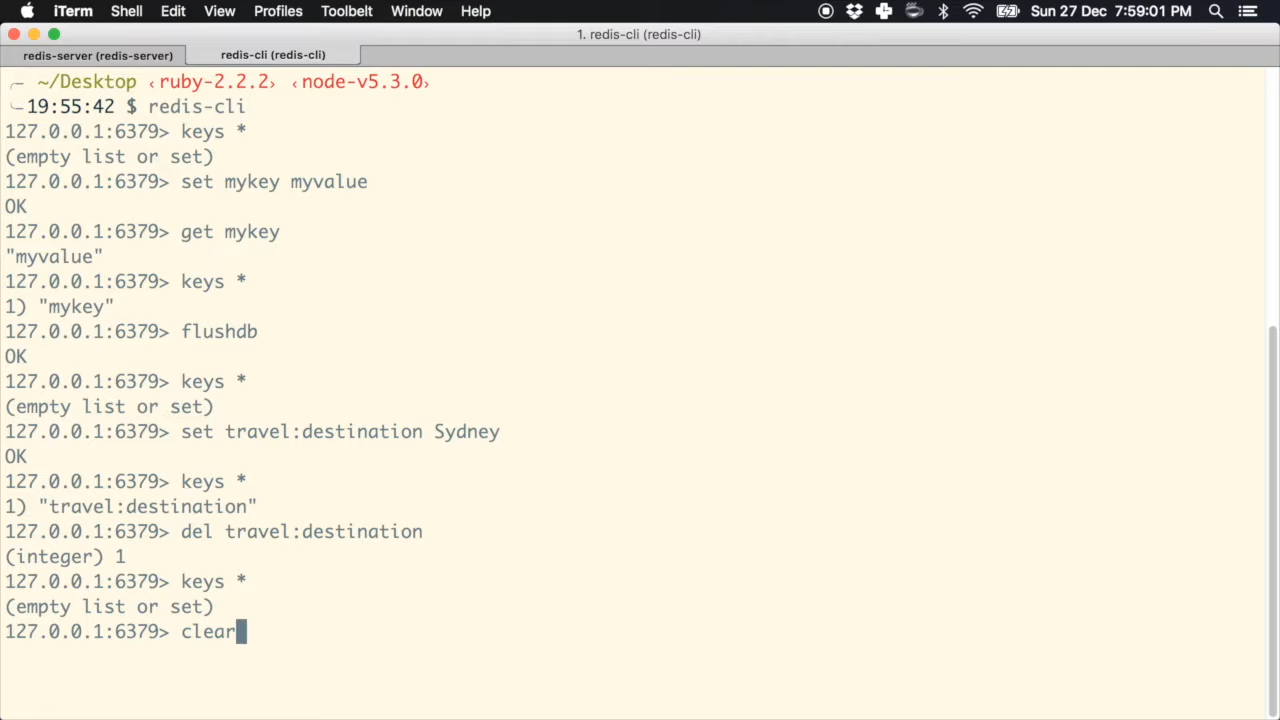 iTerm Shell Edit View Profiles Toolbelt Window Help Sun 27 Dec 7:59:01 PM
1. redis-cli (redis-cli)
redis-server (redis-server) redis-cli (redis-cli)
~/Desktop ‹ruby-2.2.2› ‹node-v5.3.0›
19:55:42 $ redis-cli
127.0.0.1:6379> keys *
(empty list or set)
127.0.0.1:6379> set mykey myvalue
OK
127.0.0.1:6379> get mykey
"myvalue"
127.0.0.1:6379> keys *
1) "mykey"
127.0.0.1:6379> flushdb
OK
127.0.0.1:6379> keys *
(empty list or set)
127.0.0.1:6379> set travel:destination Sydney
OK
127.0.0.1:6379> keys *
1) "travel:destination"
127.0.0.1:6379> del travel:destination
(integer) 1
127.0.0.1:6379> keys *
(empty list or set)
127.0.0.1:6379> clear